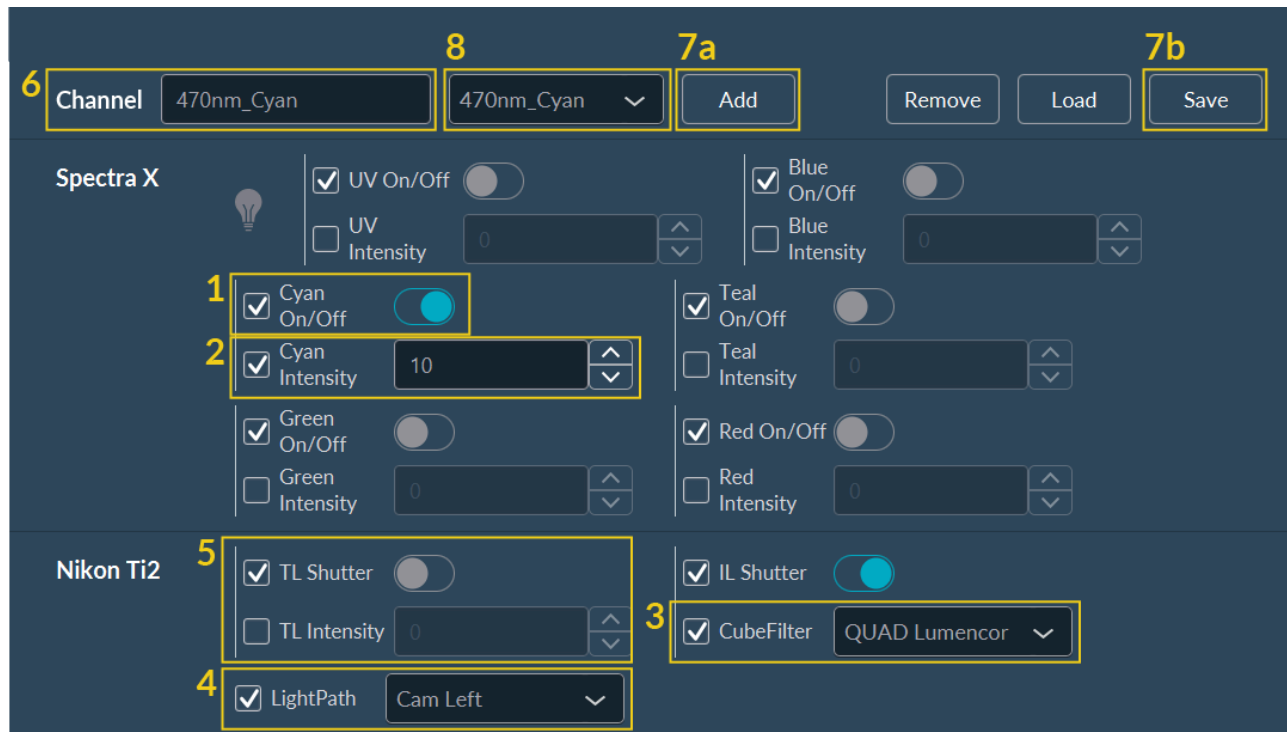 8 7a 7b
6 Channel 470nm_Cyan 470nm_Cyan Add Remove Load Save
Spectra X
UV On/Off
Blue
On/Off
UV
Intensity 0
Blue
Intensity 0
1 Cyan
On/Off
Teal
On/Off
2 Cyan
Intensity 10
Teal
Intensity 0
Green
On/Off
Red On/Off
Green
Intensity 0
Red
Intensity 0
Nikon Ti2
5 TL Shutter
IL Shutter
TL Intensity 0
3 CubeFilter QUAD Lumencor
4 LightPath Cam Left